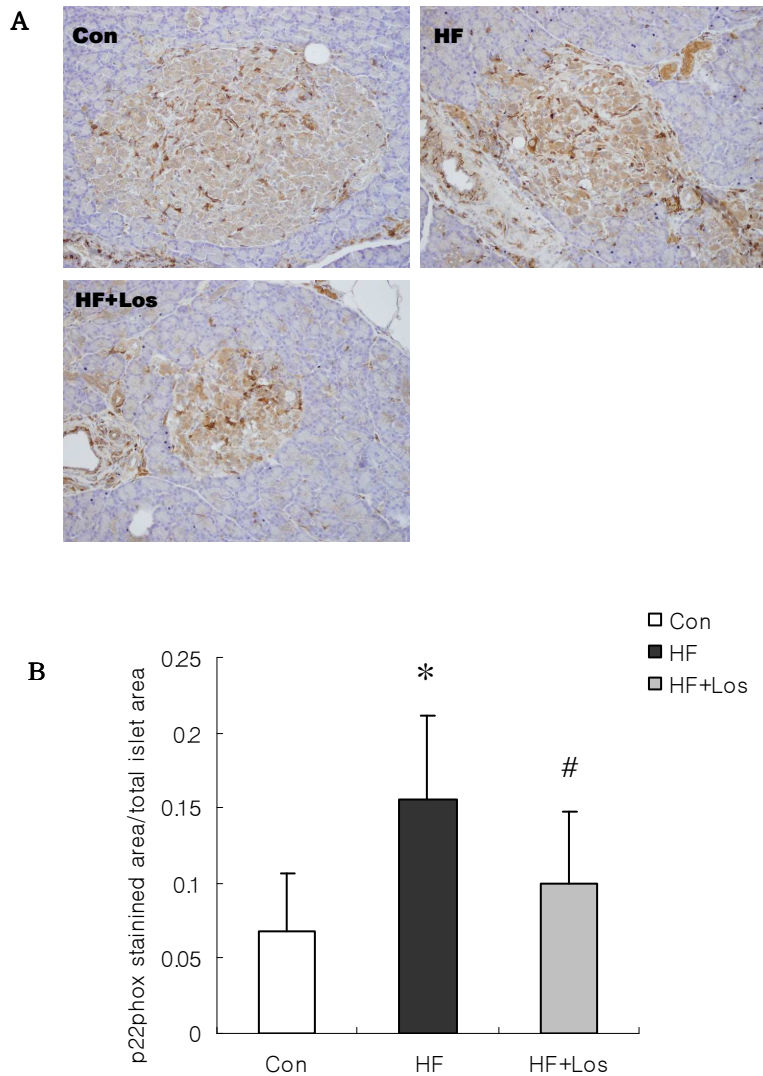 A
Con
HF
HF+Los
B
Con
HF
HF+Los
p22phox stainined area/total islet area
0.25
0.2
0.15
0.1
0.05
0
*
#
Con HF HF+Los